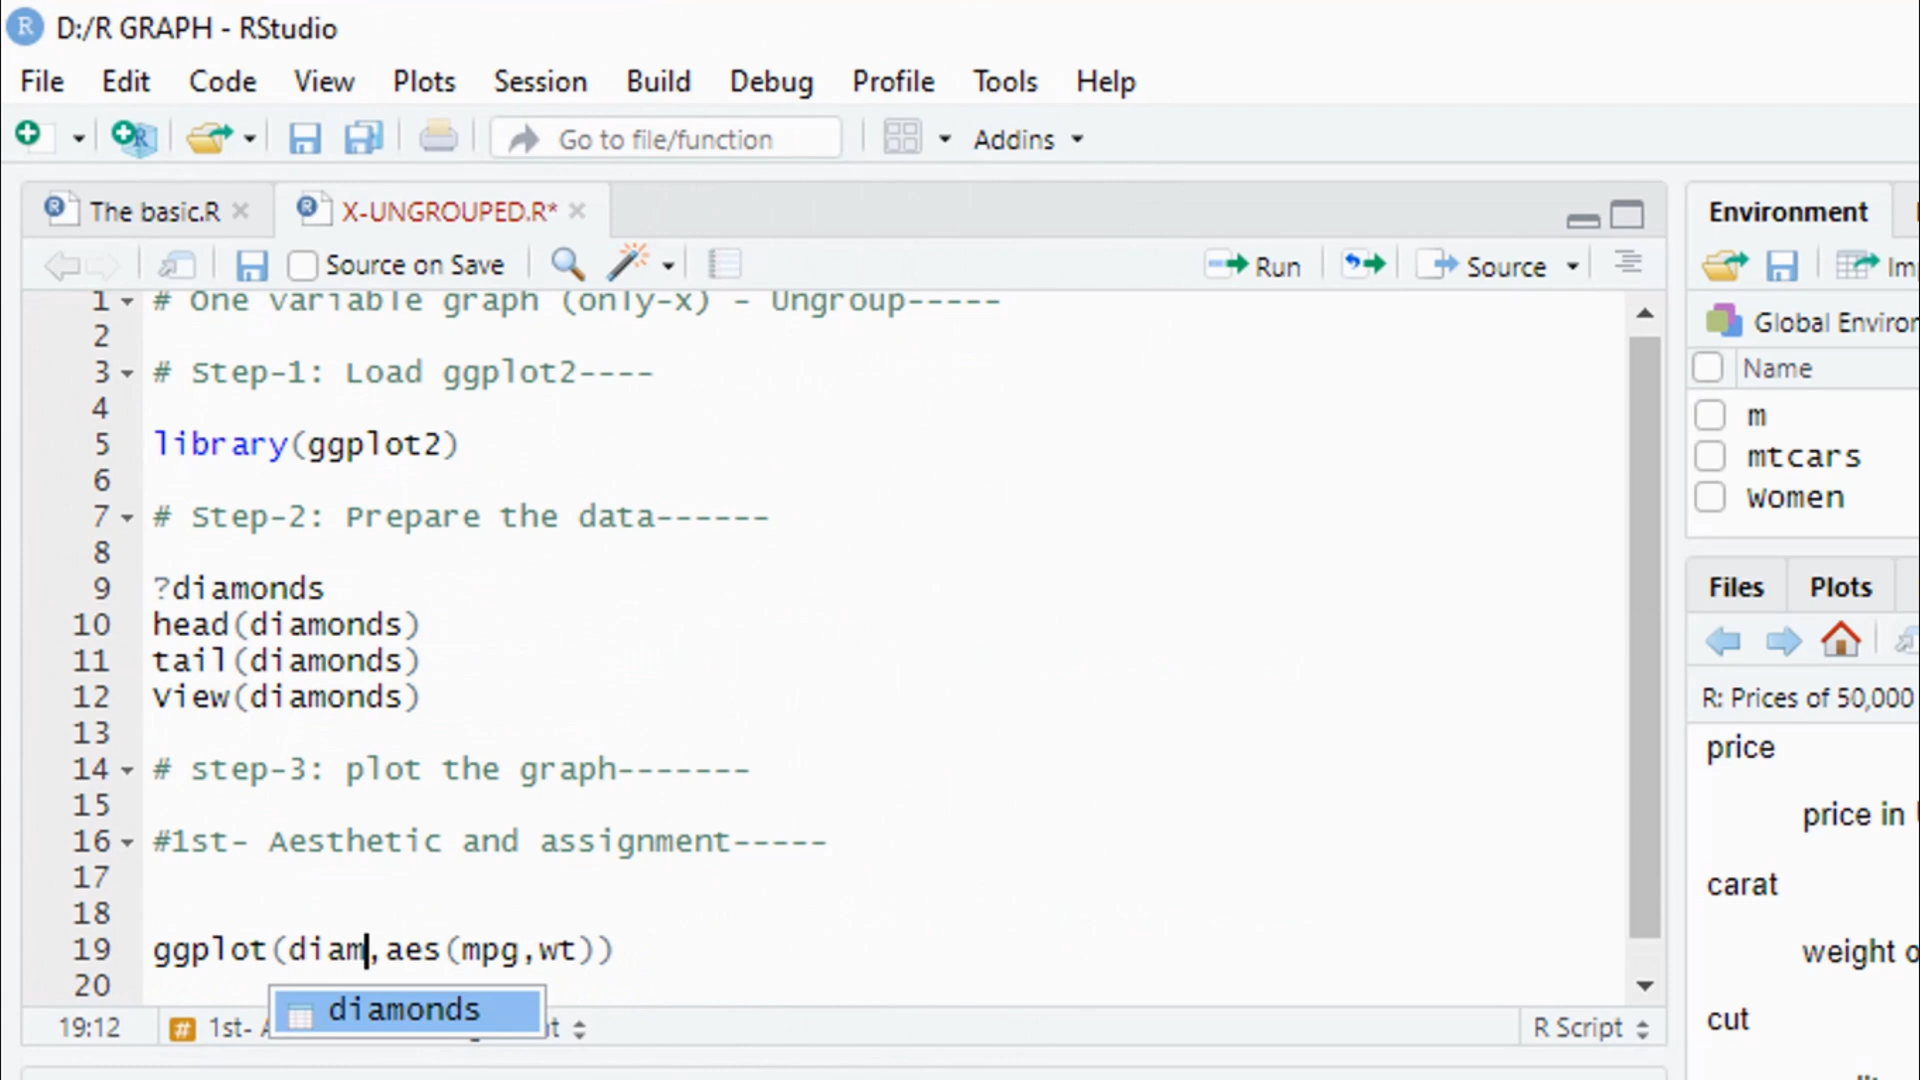 D:/R GRAPH - RStudio
File Edit Code View Plots Session Build Debug Profile Tools Help
Go to file/function Addins
The basic.R X-UNGROUPED.R*
Source on Save Run Source
1 # One variable graph (only-x) - Ungroup-----
2
3 # Step-1: Load ggplot2----
4
5 library(ggplot2)
6
7 # Step-2: Prepare the data------
8
9 ?diamonds
10 head(diamonds)
11 tail(diamonds)
12 View(diamonds)
13
14 # step-3: plot the graph-------
15
16 #1st- Aesthetic and assignment-----
17
18
19 ggplot(diam,aes(mpg,wt))
20
diamonds
19:12 # 1st- R Script
Environment
Global
Name
m
mtcars
women
Files Plots
R: Prices of 50,000
price
price in
carat
weight
cut